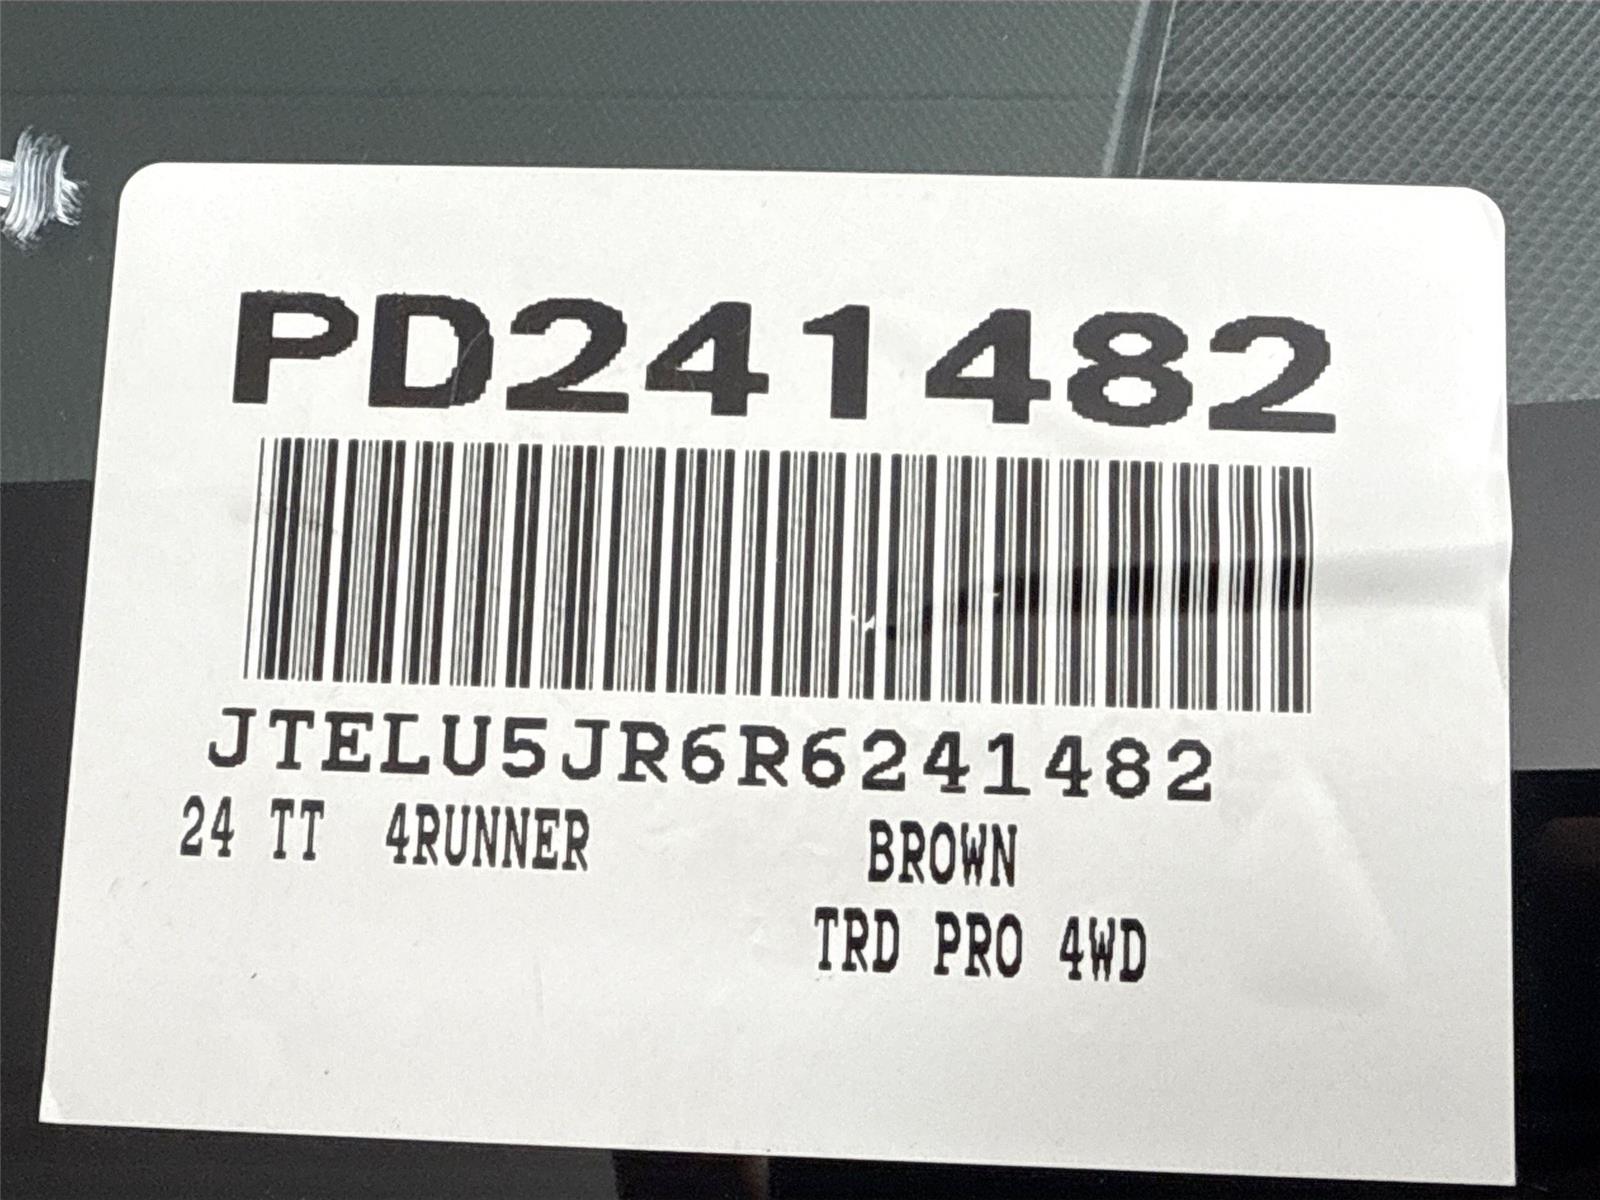 PD241482
JTELU5JR6R6241482
24 TT 4RUNNER BROWN
TRD PRO 4WD